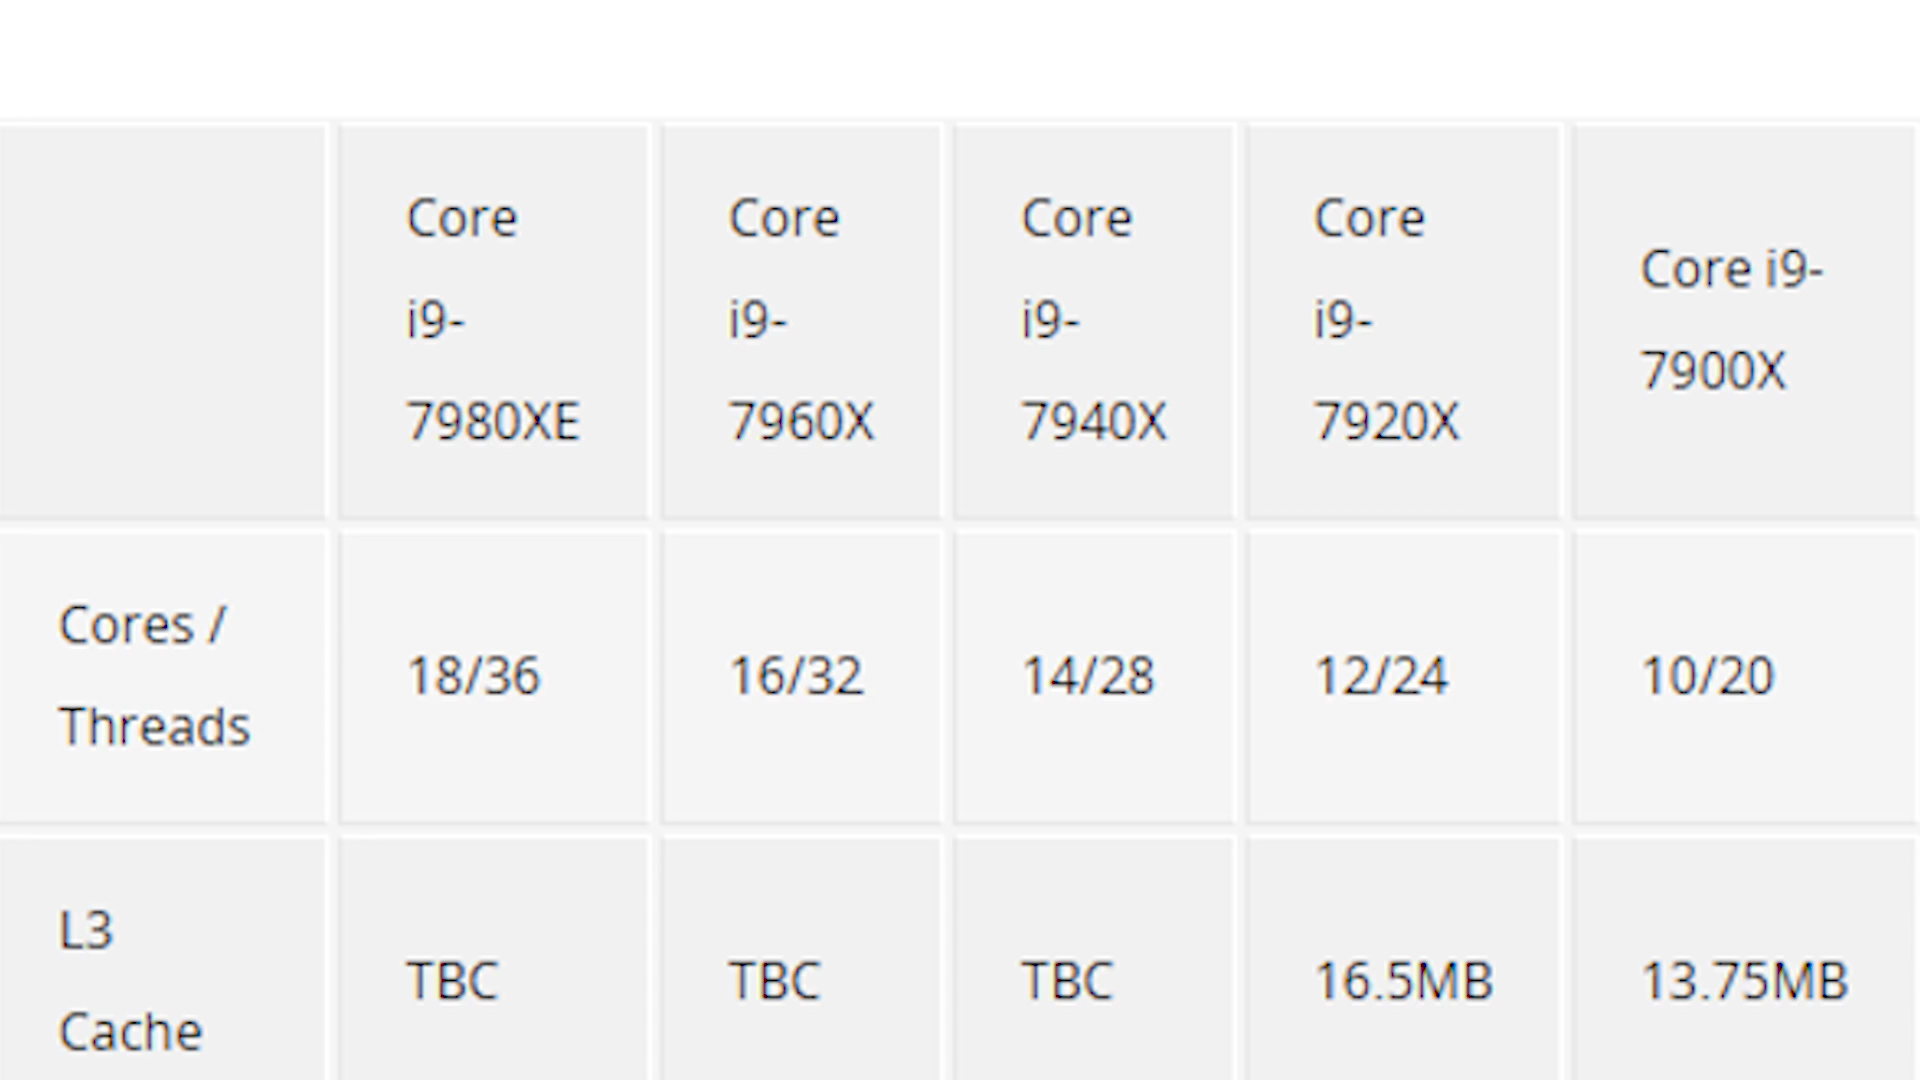 Core i9-7980XE Core i9-7960X Core i9-7940X Core i9-7920X Core i9-7900X
Cores / Threads 18/36 16/32 14/28 12/24 10/20
L3 Cache TBC TBC TBC 16.5MB 13.75MB